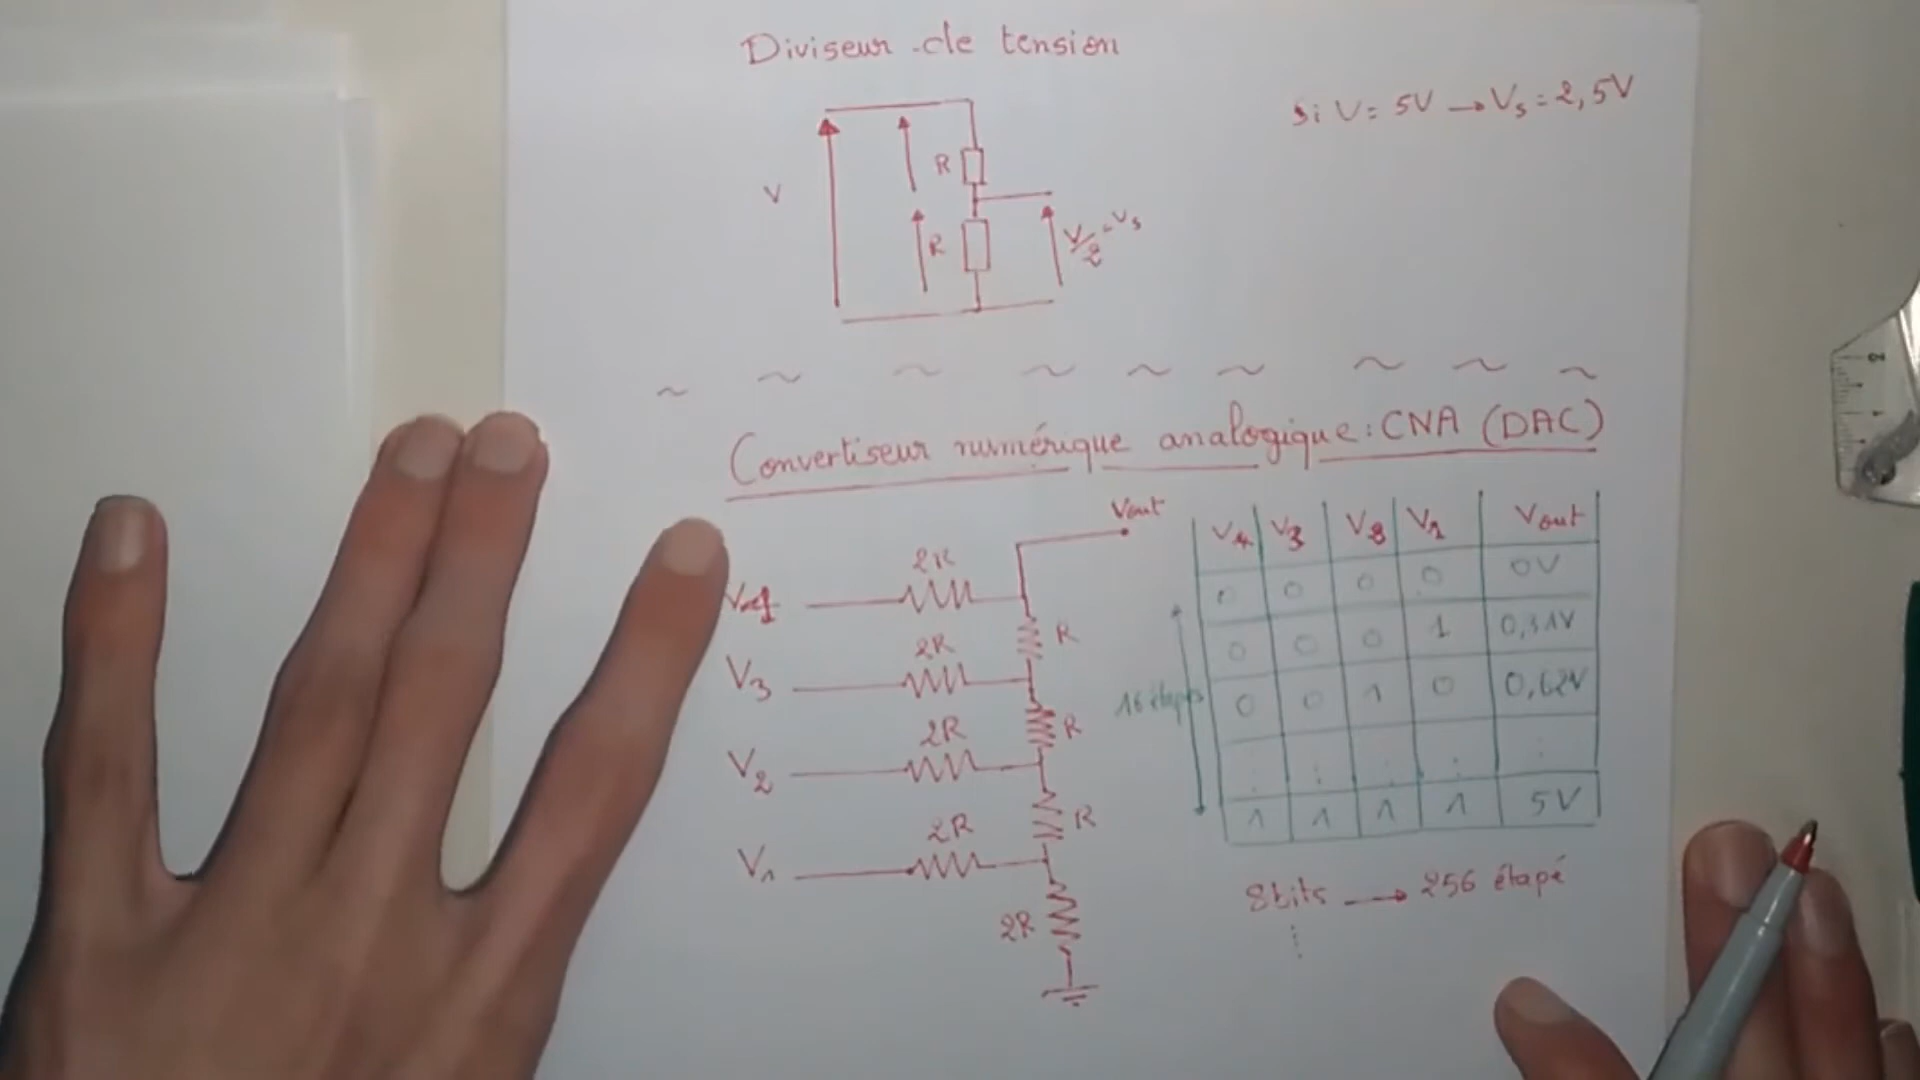 Diviseur de tension
si V = 5V → Vs = 2,5V
V
R
R
V/2 = Vs
Convertiseur numérique analogique : CNA (DAC)
Vout
2R
V4
R
2R
V3
R
2R
V2
R
2R
V1
2R
V4 V3 V2 V1 Vout
0 0 0 0 0V
0 0 0 1 0,31V
0 0 1 0 0,62V
: : : : :
1 1 1 1 5V
16 étapes
8bits → 256 étapé
⋮